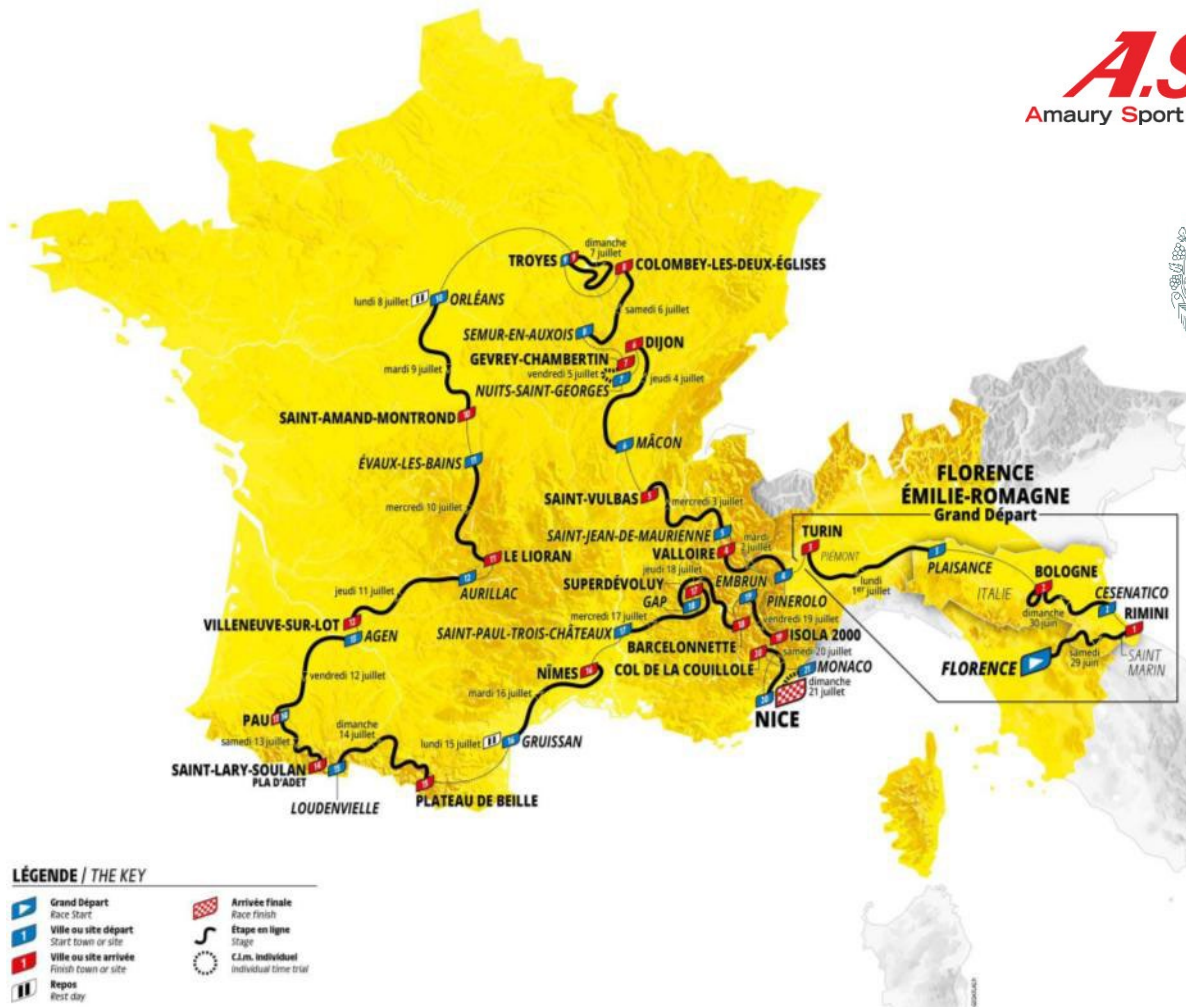 A.S
Amaury Sport
dimanche
7 juillet
TROYES
COLOMBEY-LES-DEUX-ÉGLISES
lundi 8 juillet
ORLÉANS
samedi 6 juillet
SEMUR-EN-AUXOIS
DIJON
GEVREY-CHAMBERTIN
vendredi 5 juillet
jeudi 4 juillet
NUITS-SAINT-GEORGES
mardi 9 juillet
SAINT-AMAND-MONTROND
MÂCON
ÉVAUX-LES-BAINS
FLORENCE
ÉMILIE-ROMAGNE
Grand Départ
SAINT-VULBAS
mercredi 3 juillet
mercredi 10 juillet
SAINT-JEAN-DE-MAURIENNE
mardi
2 juillet
TURIN
PIÉMONT
PLAISANCE
VALLOIRE
LE LIORAN
jeudi 18 juillet
SUPERDÉVOLUY
EMBRUN
lundi
1er juillet
BOLOGNE
ITALIE
CESENATICO
AURILLAC
jeudi 11 juillet
GAP
PINEROLO
dimanche
30 juin
RIMINI
VILLENEUVE-SUR-LOT
mercredi 17 juillet
vendredi 19 juillet
AGEN
SAINT-PAUL-TROIS-CHÂTEAUX
BARCELONNETTE
ISOLA 2000
samedi
29 juin
SAINT
MARIN
samedi 20 juillet
COL DE LA COUILLOLE
MONACO
FLORENCE
NÎMES
dimanche
21 juillet
vendredi 12 juillet
mardi 16 juillet
NICE
PAU
dimanche
14 juillet
samedi 13 juillet
lundi 15 juillet
GRUISSAN
SAINT-LARY-SOULAN
PLA D'ADET
LOUDENVIELLE
PLATEAU DE BEILLE
LÉGENDE / THE KEY
Grand Départ
Race Start
1
Ville ou site départ
Start town or site
1
Ville ou site arrivée
Finish town or site
Repos
Rest day
Arrivée finale
Race finish
Étape en ligne
Stage
C.l.m. individuel
Individual time trial